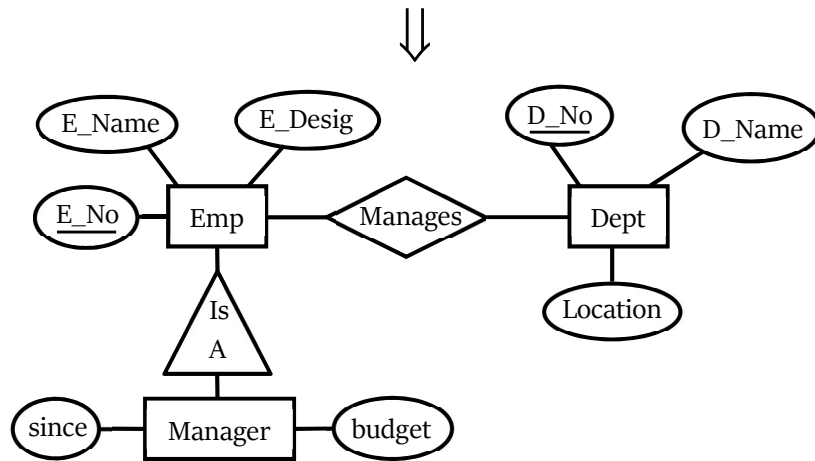 E_Name
E_Desig
D_No
D_Name
E_No
Emp
Manages
Dept
Is
A
Location
since
Manager
budget